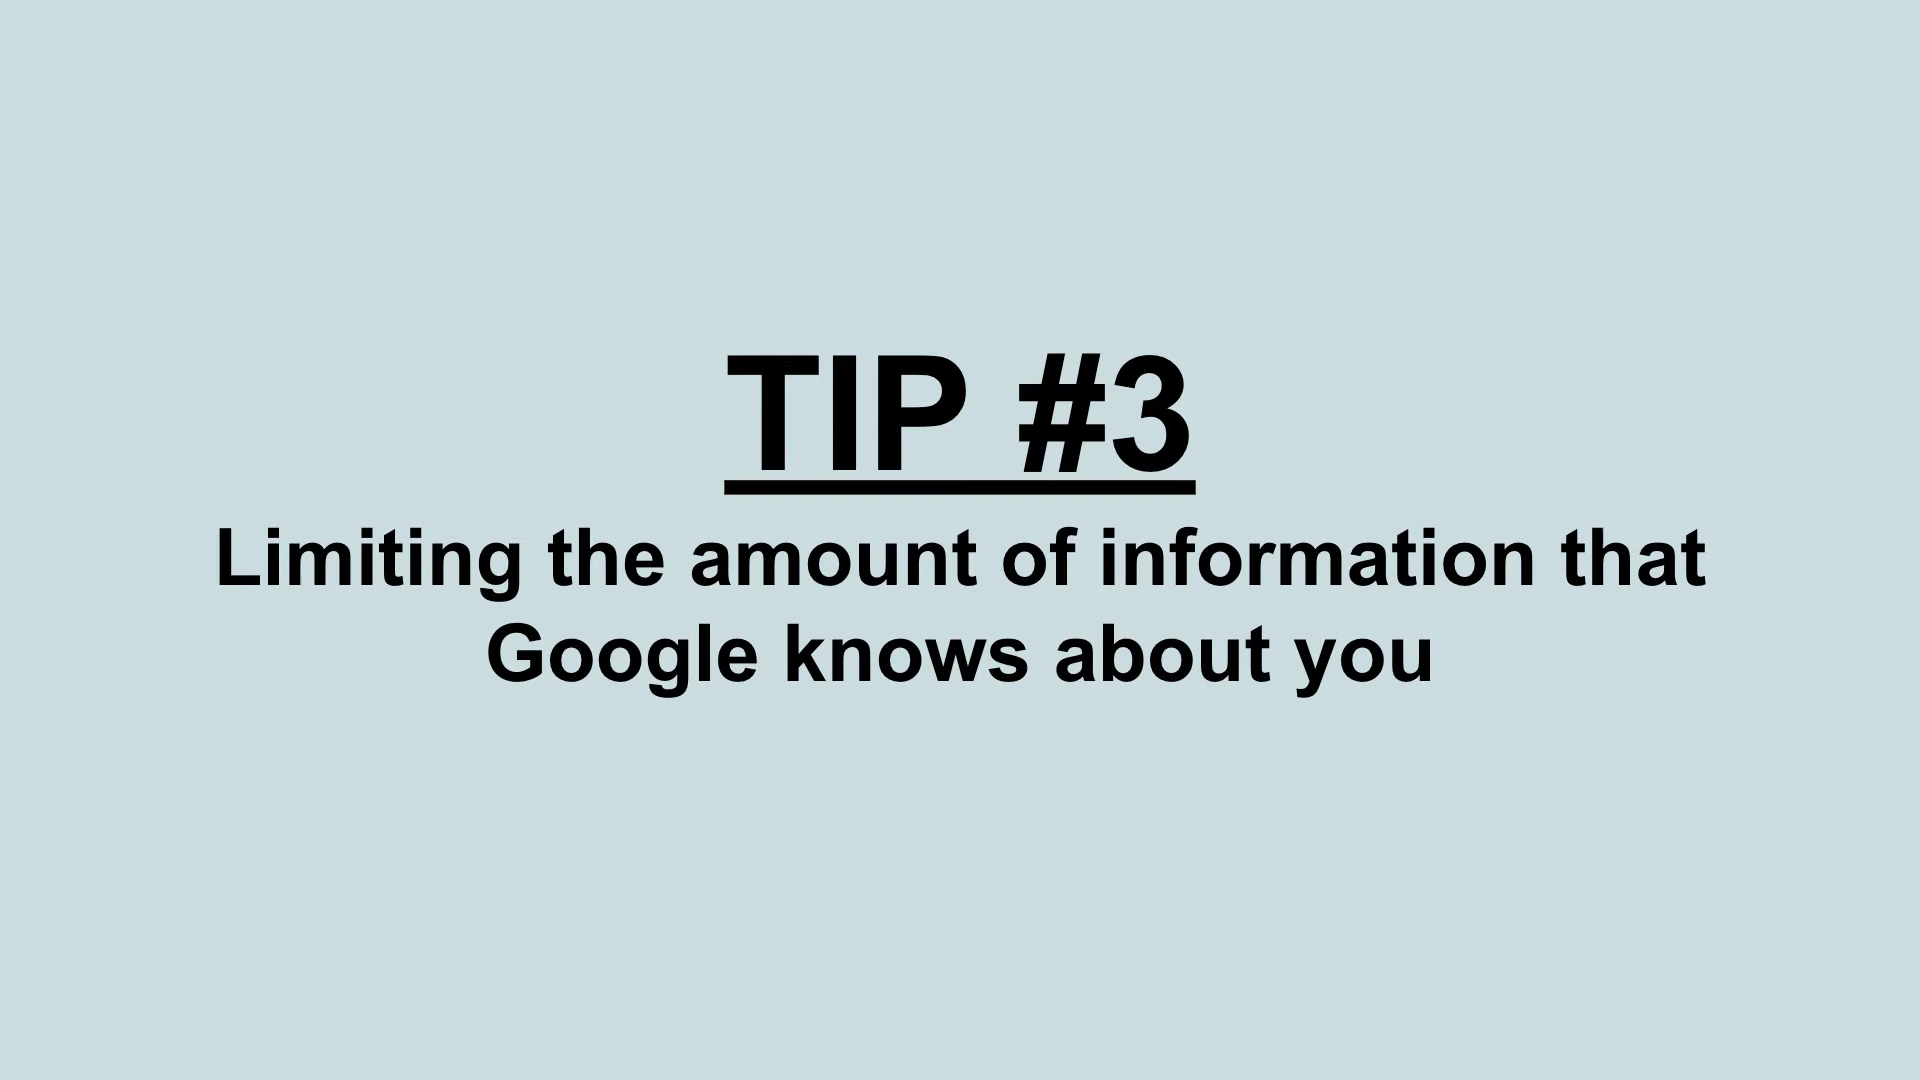 TIP #3
Limiting the amount of information that
Google knows about you